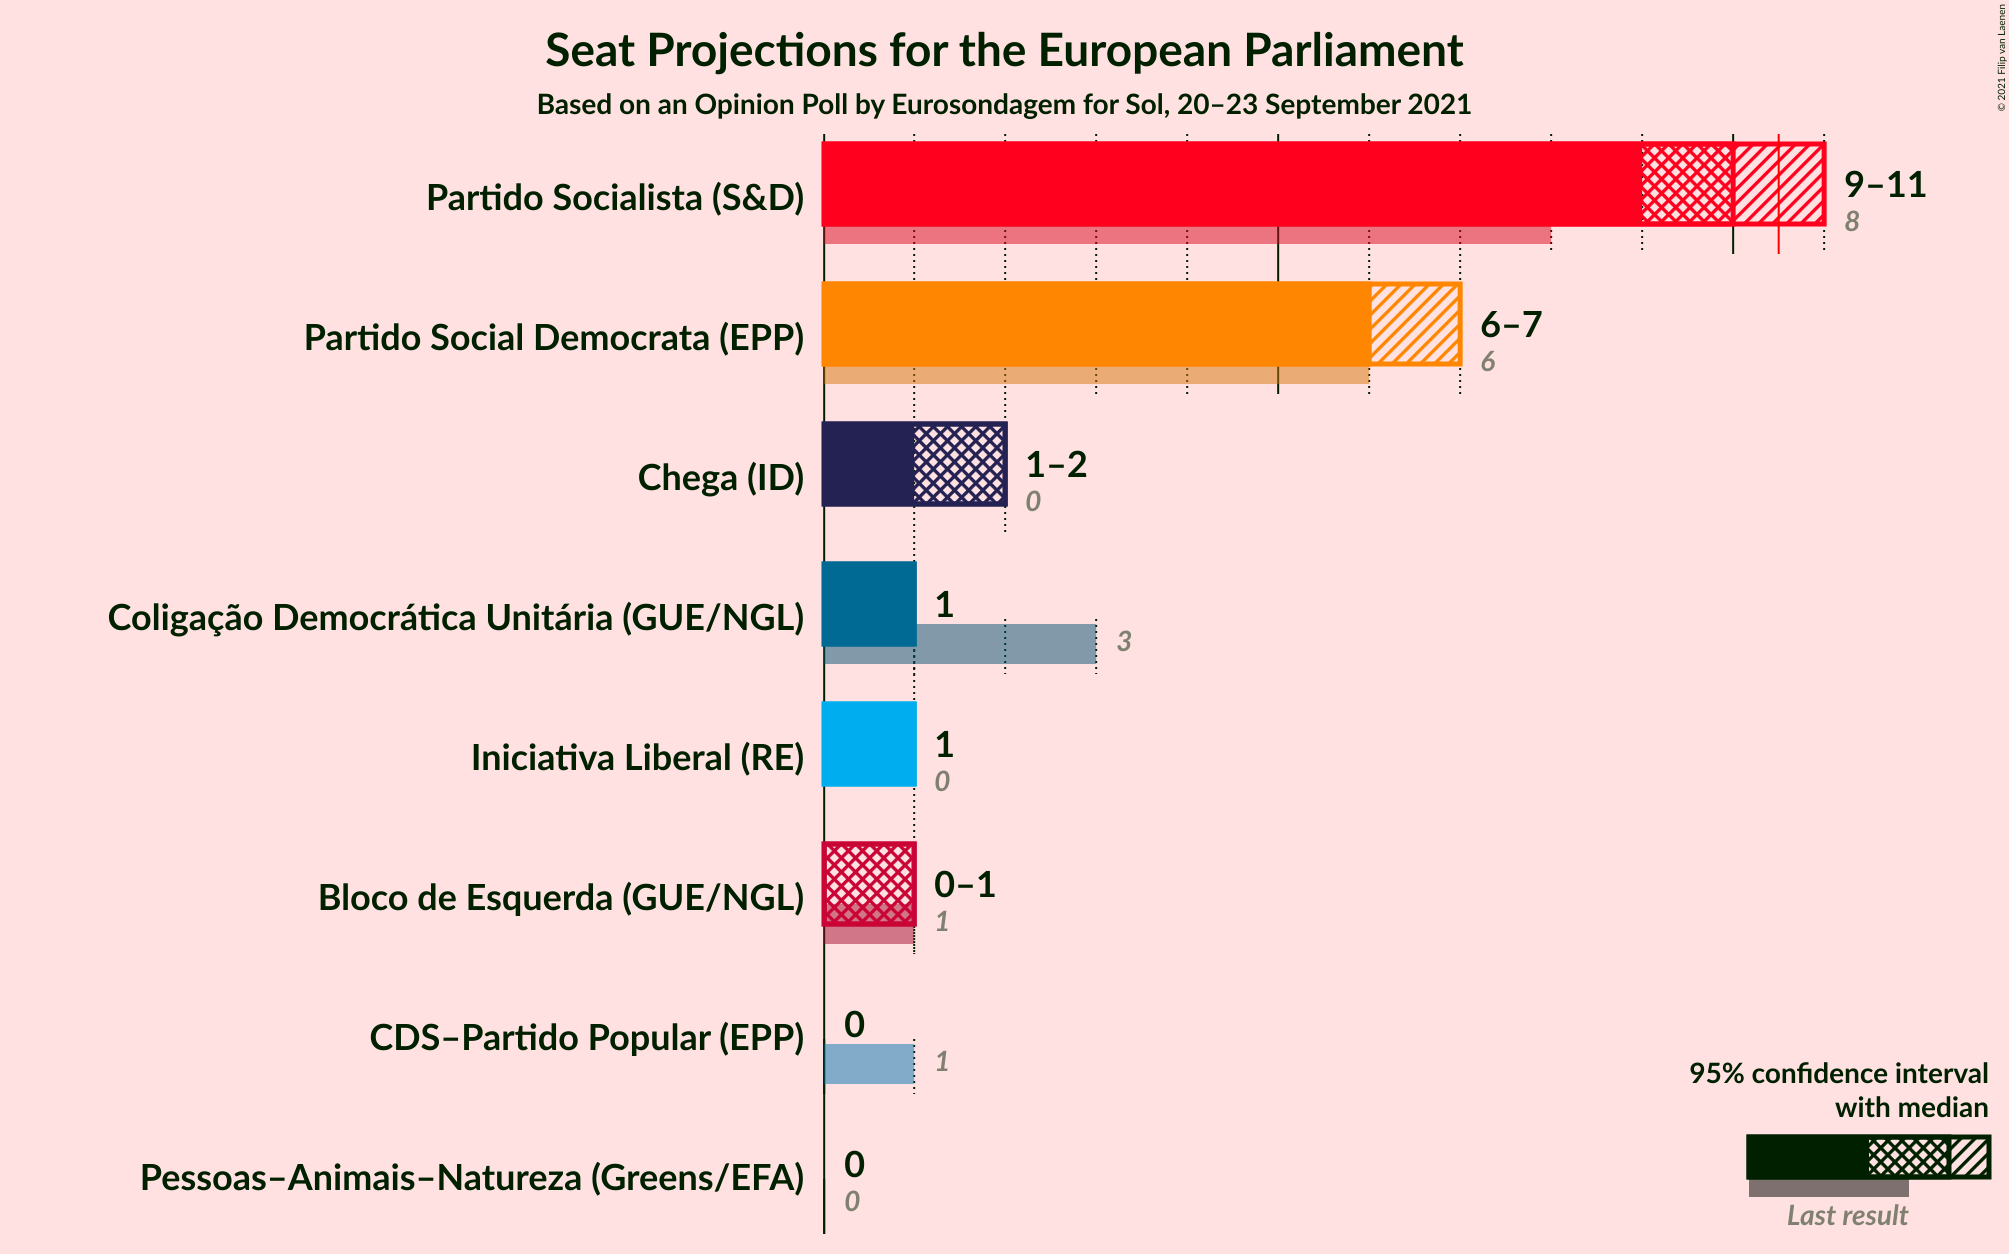 Seat Projections for the European Parliament
Based on an Opinion Poll by Eurosondagem for Sol, 20–23 September 2021
© 2021 Filip van Laenen
Partido Socialista (S&D)
9–11
8
Partido Social Democrata (EPP)
6–7
6
Chega (ID)
1–2
0
Coligação Democrática Unitária (GUE/NGL)
1
3
Iniciativa Liberal (RE)
1
0
Bloco de Esquerda (GUE/NGL)
0–1
1
CDS–Partido Popular (EPP)
0
1
Pessoas–Animais–Natureza (Greens/EFA)
0
0
95% confidence interval
with median
Last result